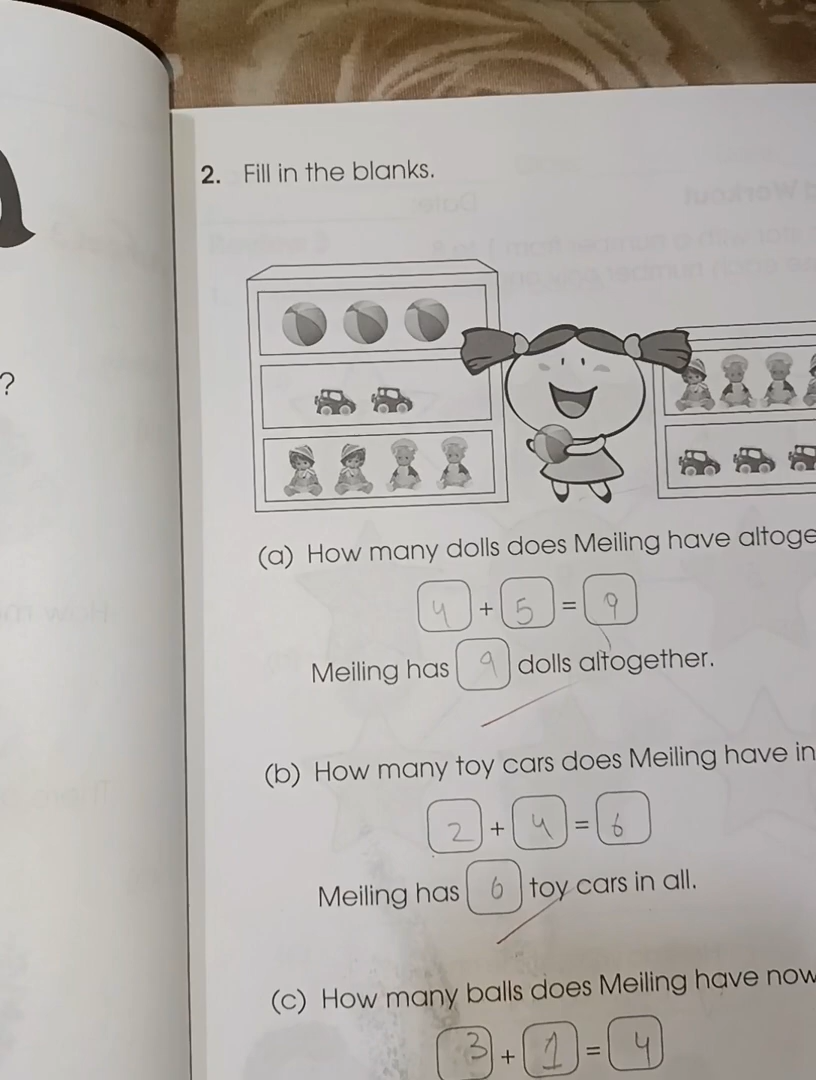 ?
2. Fill in the blanks.
(a) How many dolls does Meiling have altoge
4 + 5 = 9
Meiling has 9 dolls altogether.
(b) How many toy cars does Meiling have in
2 + 4 = 6
Meiling has 6 toy cars in all.
(c) How many balls does Meiling have now
3 + 1 = 4